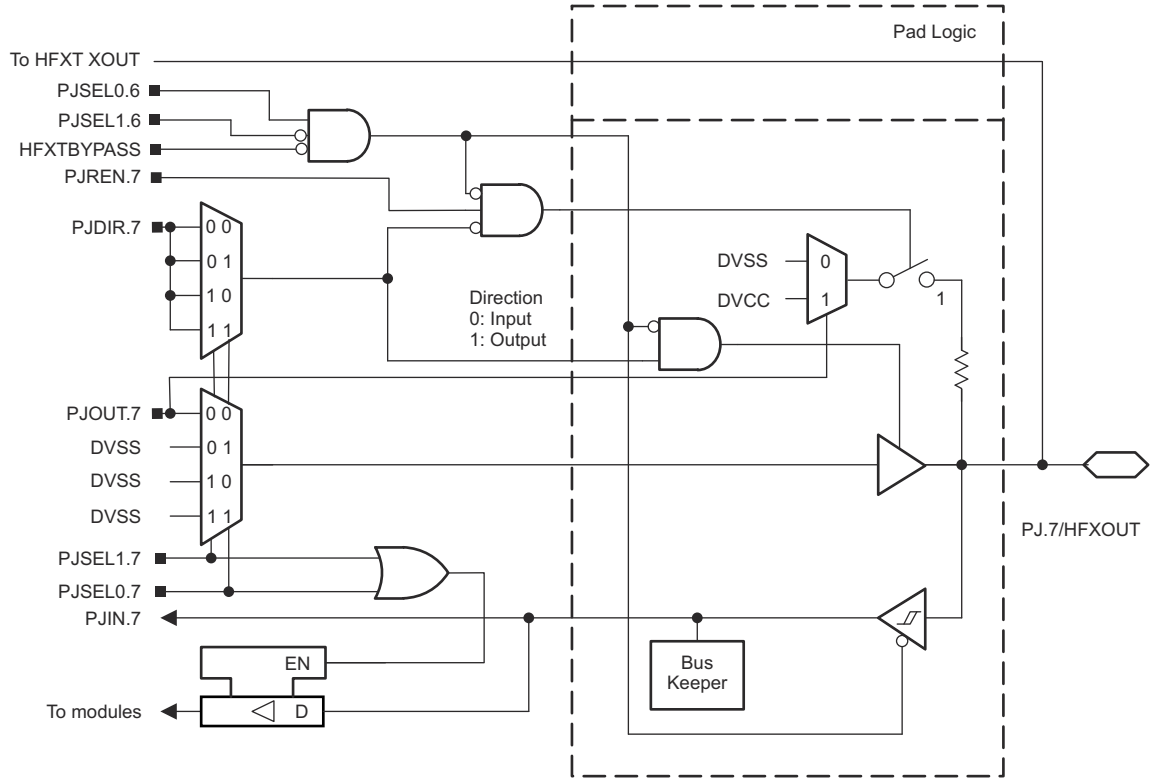 Pad Logic
To HFXT XOUT
PJSEL0.6
PJSEL1.6
HFXTBYPASS
PJREN.7
PJDIR.7
0 0
0 1
1 0
1 1
DVSS
0
DVCC
1
1
Direction
0: Input
1: Output
PJOUT.7
0 0
DVSS
0 1
DVSS
1 0
DVSS
1 1
PJ.7/HFXOUT
PJSEL1.7
PJSEL0.7
PJIN.7
EN
Bus
Keeper
To modules
D